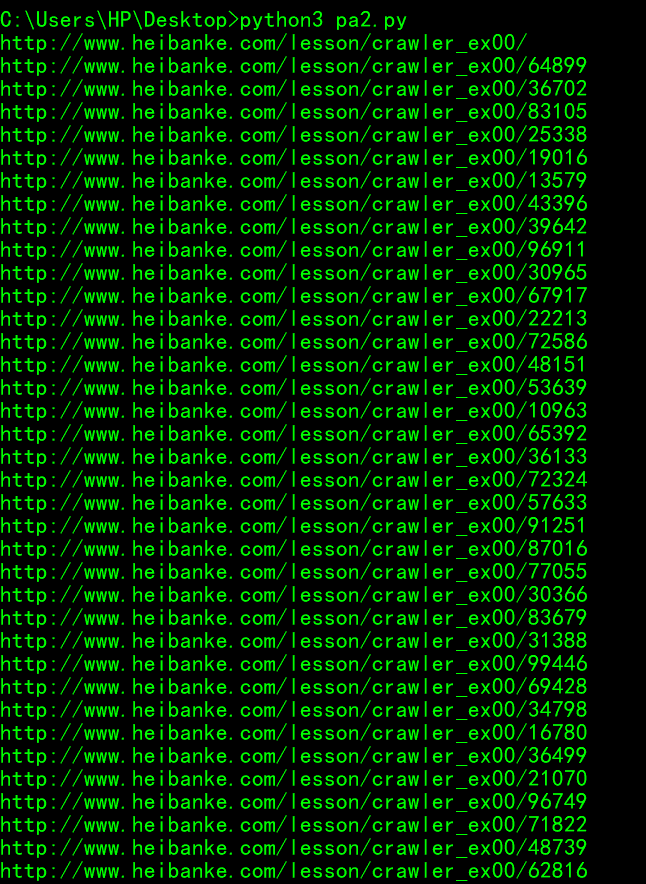 C:\Users\HP\Desktop>python3 pa2.py
http://www.heibanke.com/lesson/crawler_ex00/
http://www.heibanke.com/lesson/crawler_ex00/64899
http://www.heibanke.com/lesson/crawler_ex00/36702
http://www.heibanke.com/lesson/crawler_ex00/83105
http://www.heibanke.com/lesson/crawler_ex00/25338
http://www.heibanke.com/lesson/crawler_ex00/19016
http://www.heibanke.com/lesson/crawler_ex00/13579
http://www.heibanke.com/lesson/crawler_ex00/43396
http://www.heibanke.com/lesson/crawler_ex00/39642
http://www.heibanke.com/lesson/crawler_ex00/96911
http://www.heibanke.com/lesson/crawler_ex00/30965
http://www.heibanke.com/lesson/crawler_ex00/67917
http://www.heibanke.com/lesson/crawler_ex00/22213
http://www.heibanke.com/lesson/crawler_ex00/72586
http://www.heibanke.com/lesson/crawler_ex00/48151
http://www.heibanke.com/lesson/crawler_ex00/53639
http://www.heibanke.com/lesson/crawler_ex00/10963
http://www.heibanke.com/lesson/crawler_ex00/65392
http://www.heibanke.com/lesson/crawler_ex00/36133
http://www.heibanke.com/lesson/crawler_ex00/72324
http://www.heibanke.com/lesson/crawler_ex00/57633
http://www.heibanke.com/lesson/crawler_ex00/91251
http://www.heibanke.com/lesson/crawler_ex00/87016
http://www.heibanke.com/lesson/crawler_ex00/77055
http://www.heibanke.com/lesson/crawler_ex00/30366
http://www.heibanke.com/lesson/crawler_ex00/83679
http://www.heibanke.com/lesson/crawler_ex00/31388
http://www.heibanke.com/lesson/crawler_ex00/99446
http://www.heibanke.com/lesson/crawler_ex00/69428
http://www.heibanke.com/lesson/crawler_ex00/34798
http://www.heibanke.com/lesson/crawler_ex00/16780
http://www.heibanke.com/lesson/crawler_ex00/36499
http://www.heibanke.com/lesson/crawler_ex00/21070
http://www.heibanke.com/lesson/crawler_ex00/96749
http://www.heibanke.com/lesson/crawler_ex00/71822
http://www.heibanke.com/lesson/crawler_ex00/48739
http://www.heibanke.com/lesson/crawler_ex00/62816